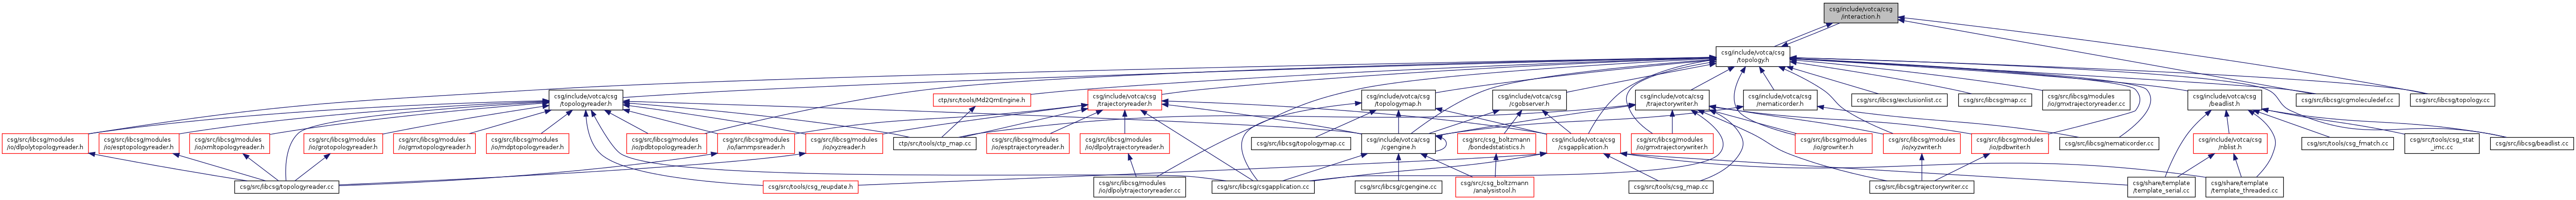 csg/include/votca/csg
/interaction.h
csg/include/votca/csg
/topology.h
csg/include/votca/csg
/topologyreader.h
ctp/src/tools/Md2QmEngine.h
csg/include/votca/csg
/trajectoryreader.h
csg/include/votca/csg
/topologymap.h
csg/include/votca/csg
/cgobserver.h
csg/include/votca/csg
/trajectorywriter.h
csg/include/votca/csg
/nematicorder.h
csg/src/libcsg/exclusionlist.cc
csg/src/libcsg/map.cc
csg/src/libcsg/modules
/io/gmxtrajectoryreader.cc
csg/include/votca/csg
/beadlist.h
csg/src/libcsg/cgmoleculedef.cc
csg/src/libcsg/topology.cc
csg/src/libcsg/modules
/io/dlpolytopologyreader.h
csg/src/libcsg/modules
/io/esptopologyreader.h
csg/src/libcsg/modules
/io/xmltopologyreader.h
csg/src/libcsg/modules
/io/grotopologyreader.h
csg/src/libcsg/modules
/io/gmxtopologyreader.h
csg/src/libcsg/modules
/io/mdptopologyreader.h
csg/src/libcsg/modules
/io/pdbtopologyreader.h
csg/src/libcsg/modules
/io/lammpsreader.h
csg/src/libcsg/modules
/io/xyzreader.h
ctp/src/tools/ctp_map.cc
csg/src/libcsg/modules
/io/esptrajectoryreader.h
csg/src/libcsg/modules
/io/dlpolytrajectoryreader.h
csg/src/libcsg/topologymap.cc
csg/include/votca/csg
/cgengine.h
csg/src/csg_boltzmann
/bondedstatistics.h
csg/include/votca/csg
/csgapplication.h
csg/src/libcsg/modules
/io/gmxtrajectorywriter.h
csg/src/libcsg/modules
/io/growriter.h
csg/src/libcsg/modules
/io/xyzwriter.h
csg/src/libcsg/modules
/io/pdbwriter.h
csg/src/libcsg/nematicorder.cc
csg/include/votca/csg
/nblist.h
csg/src/tools/csg_fmatch.cc
csg/src/tools/csg_stat
_imc.cc
csg/src/libcsg/beadlist.cc
csg/src/libcsg/topologyreader.cc
csg/src/tools/csg_reupdate.h
csg/src/libcsg/modules
/io/dlpolytrajectoryreader.cc
csg/src/libcsg/csgapplication.cc
csg/src/libcsg/cgengine.cc
csg/src/csg_boltzmann
/analysistool.h
csg/src/tools/csg_map.cc
csg/src/libcsg/trajectorywriter.cc
csg/share/template
/template_serial.cc
csg/share/template
/template_threaded.cc